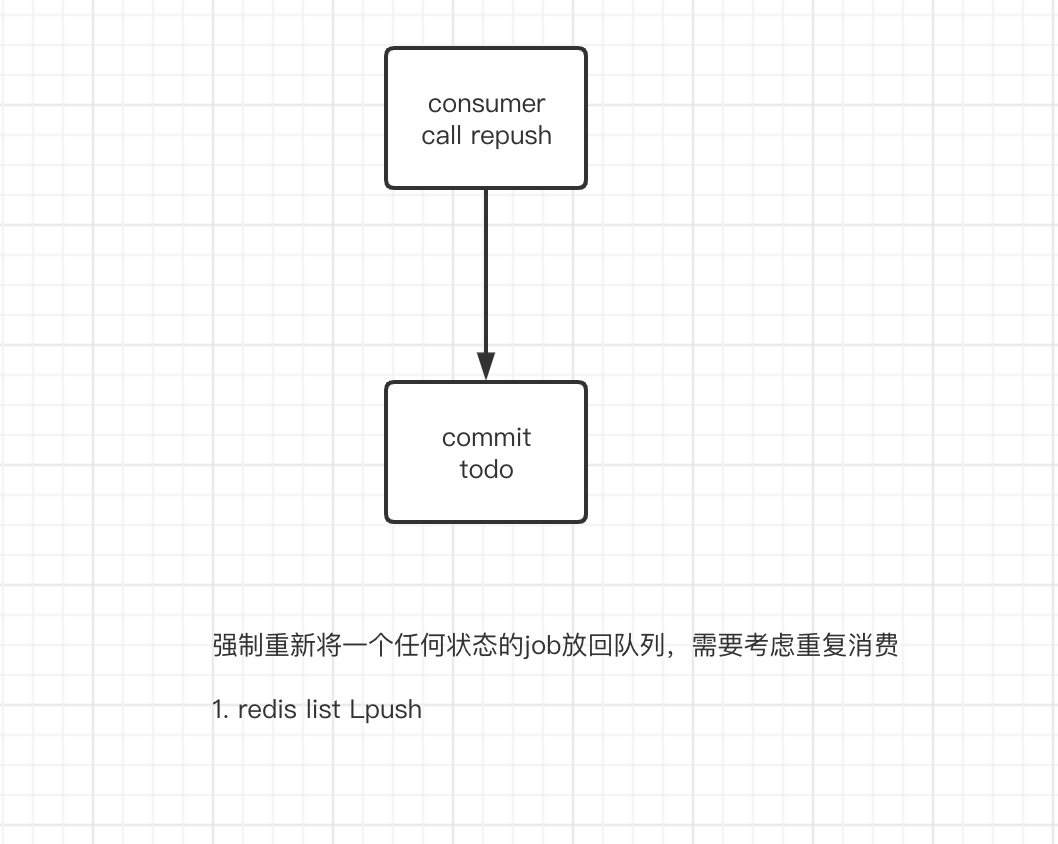 consumer
call repush
commit
todo
强制重新将一个任何状态的job放回队列，需要考虑重复消费
1. redis list Lpush